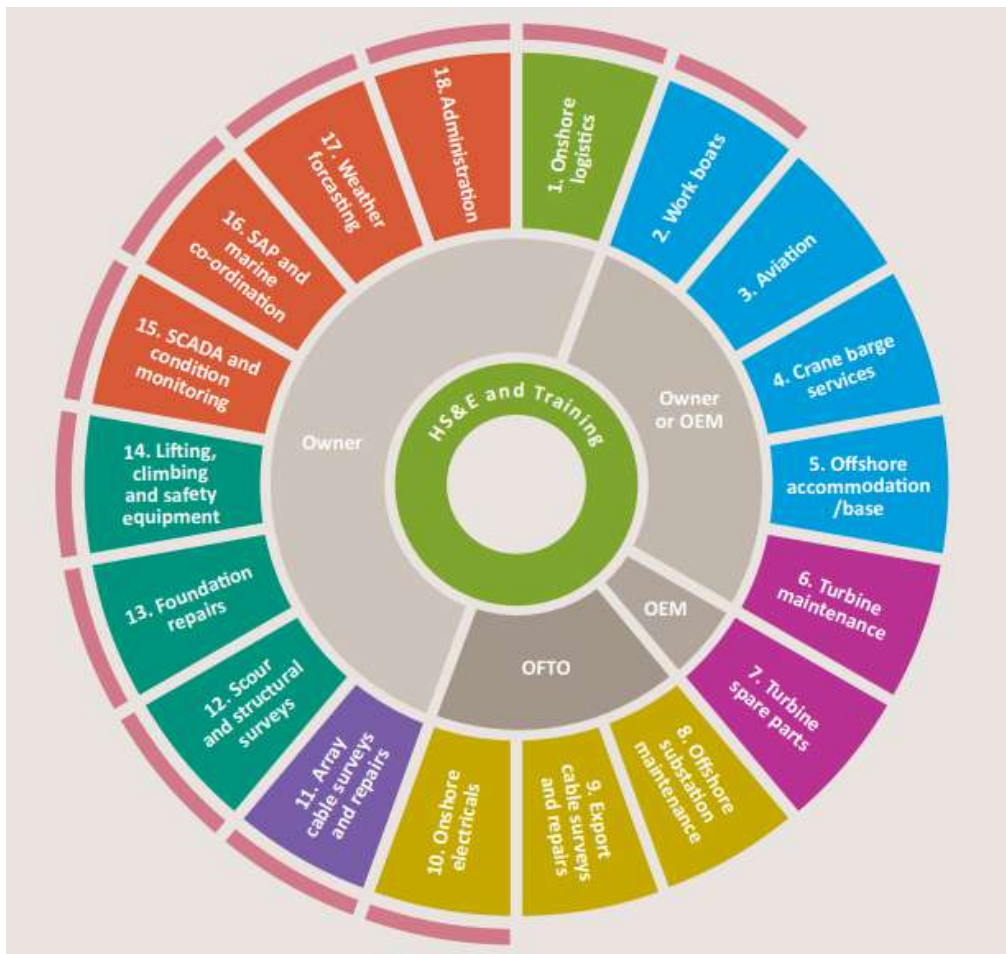 1. Onshore
logistics
2. Work boats
3. Aviation
4. Crane barge
services
5. Offshore
accommodation
/base
6. Turbine
maintenance
7. Turbine
spare parts
8. Offshore
substation
maintenance
9. Export
cable surveys
and repairs
10. Onshore
electricals
11. Array
cable surveys
and repairs
12. Scour
and structural
surveys
13. Foundation
repairs
14. Lifting,
climbing
and safety
equipment
15. SCADA and
condition
monitoring
16. SAP and
marine
co-ordination
17. Weather
forcasting
18. Administration
Owner
Owner
or OEM
OEM
OFTO
HS&E and Training